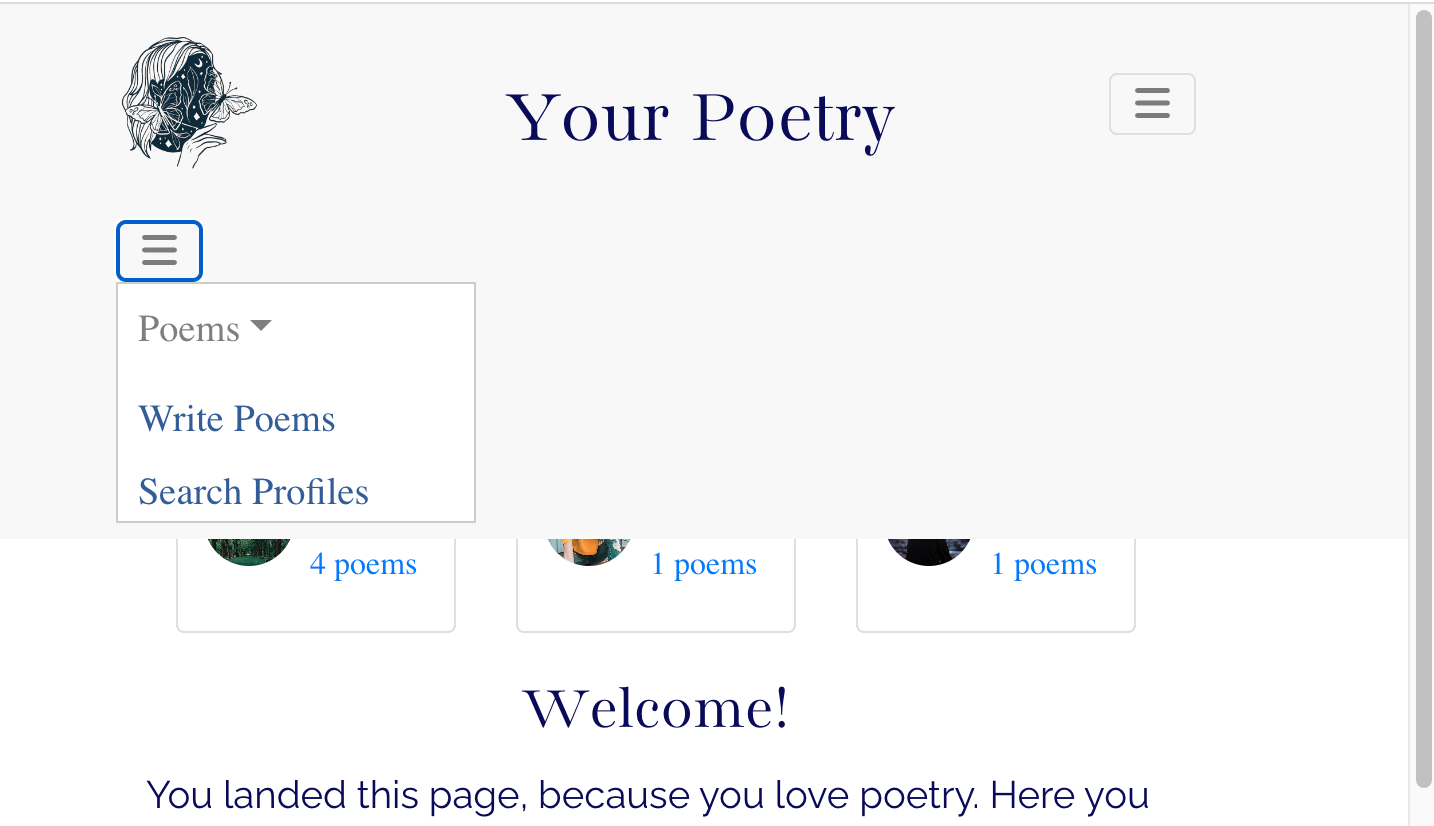 Your Poetry
Poems
Write Poems
Search Profiles
4 poems
1 poems
1 poems
Welcome!
You landed this page, because you love poetry. Here you